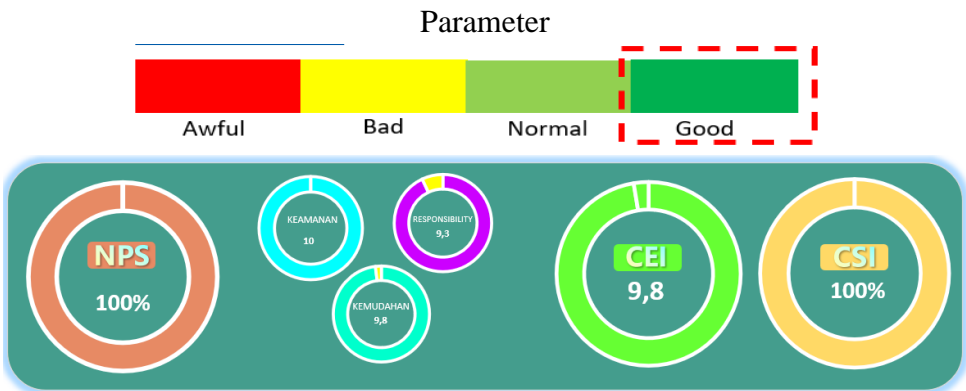 Parameter
Awful
Bad
Normal
Good
NPS
100%
KEAMANAN
10
RESPONSIBILITY
9,3
KEMUDAHAN
9,8
CEI
9,8
CSI
100%